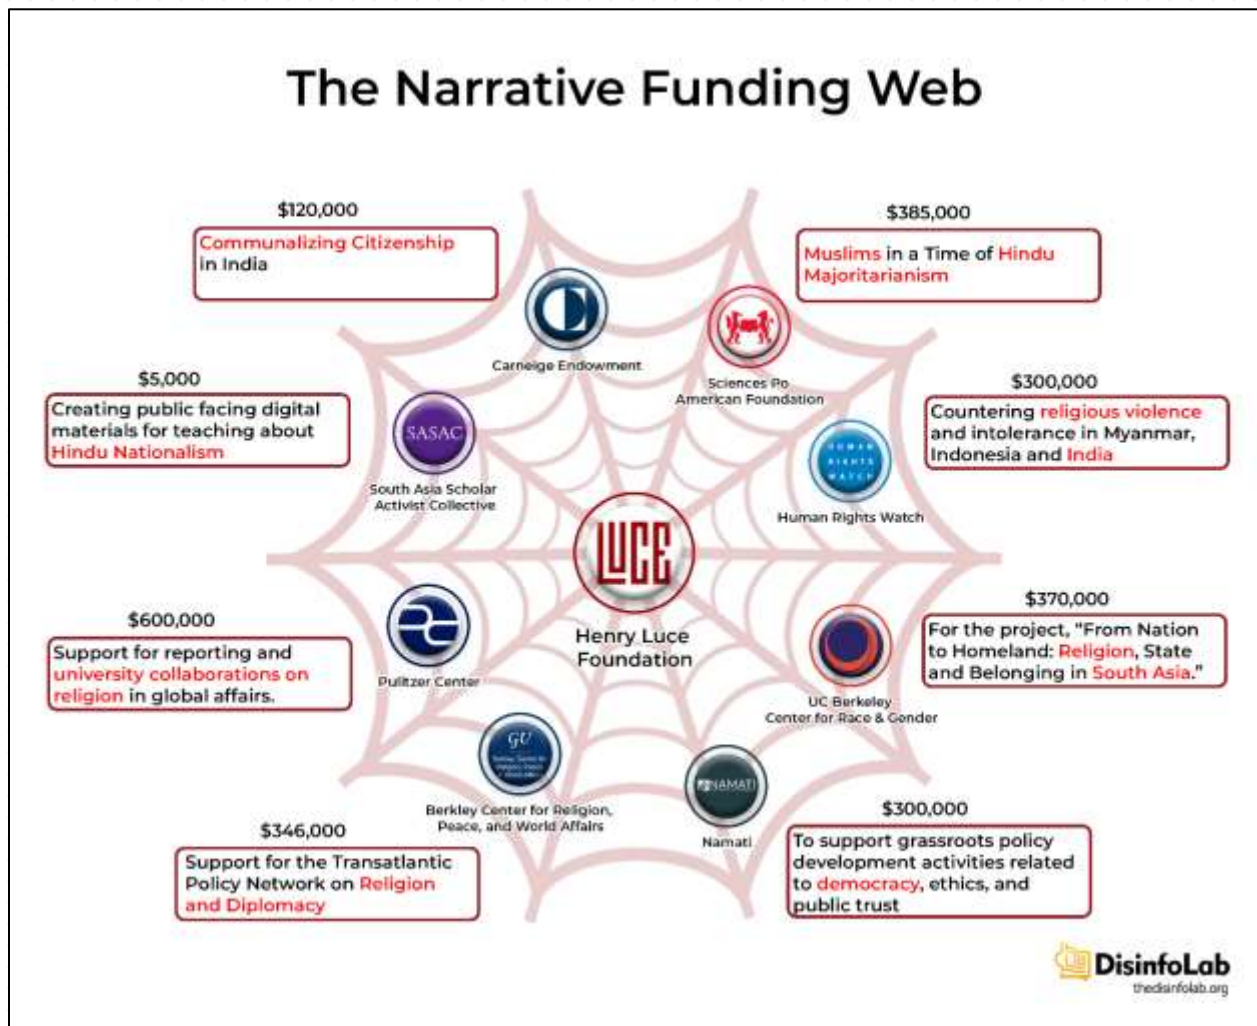 The Narrative Funding Web
$120,000
Communalizing Citizenship
in India
$385,000
Muslims in a Time of Hindu
Majoritarianism
Carneige Endowment
Sciences Po
American Foundation
$5,000
Creating public facing digital
materials for teaching about
Hindu Nationalism
SASAC
South Asia Scholar
Activist Collective
$300,000
Countering religious violence
and intolerance in Myanmar,
Indonesia and India
HUMAN
RIGHTS
WATCH
Human Rights Watch
LUCE
Henry Luce
Foundation
$600,000
Support for reporting and
university collaborations on
religion in global affairs.
Pulitzer Center
$370,000
For the project, "From Nation
to Homeland: Religion, State
and Belonging in South Asia."
UC Berkeley
Center for Race & Gender
GU
Berkley Center for Religion,
Peace, and World Affairs
NAMATI
Namati
$346,000
Support for the Transatlantic
Policy Network on Religion
and Diplomacy
$300,000
To support grassroots policy
development activities related
to democracy, ethics, and
public trust
DisinfoLab
thedisinfolab.org